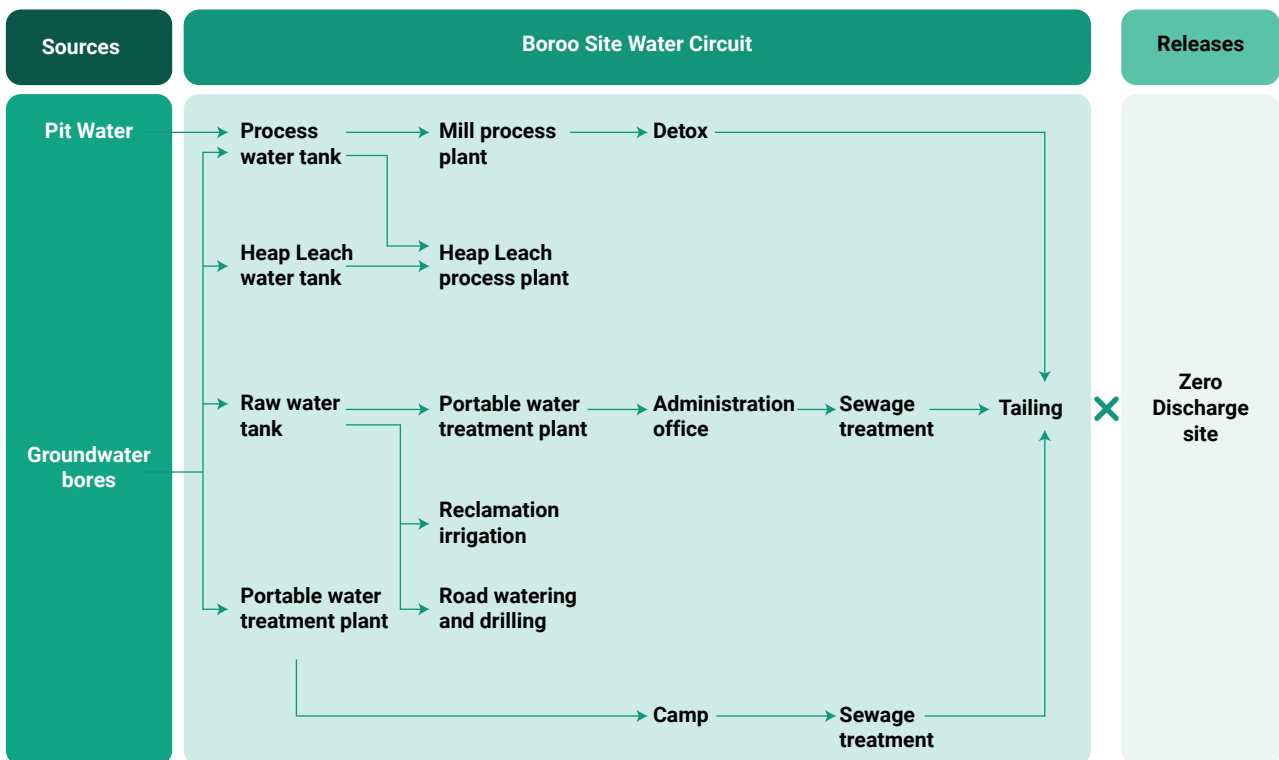 Sources
Boroo Site Water Circuit
Releases
Pit Water
Process
water tank
Mill process
plant
Detox
Heap Leach
water tank
Heap Leach
process plant
Groundwater
bores
Raw water
tank
Portable water
treatment plant
Administration
office
Sewage
treatment
Tailing
Zero
Discharge
site
Reclamation
irrigation
Portable water
treatment plant
Road watering
and drilling
Camp
Sewage
treatment